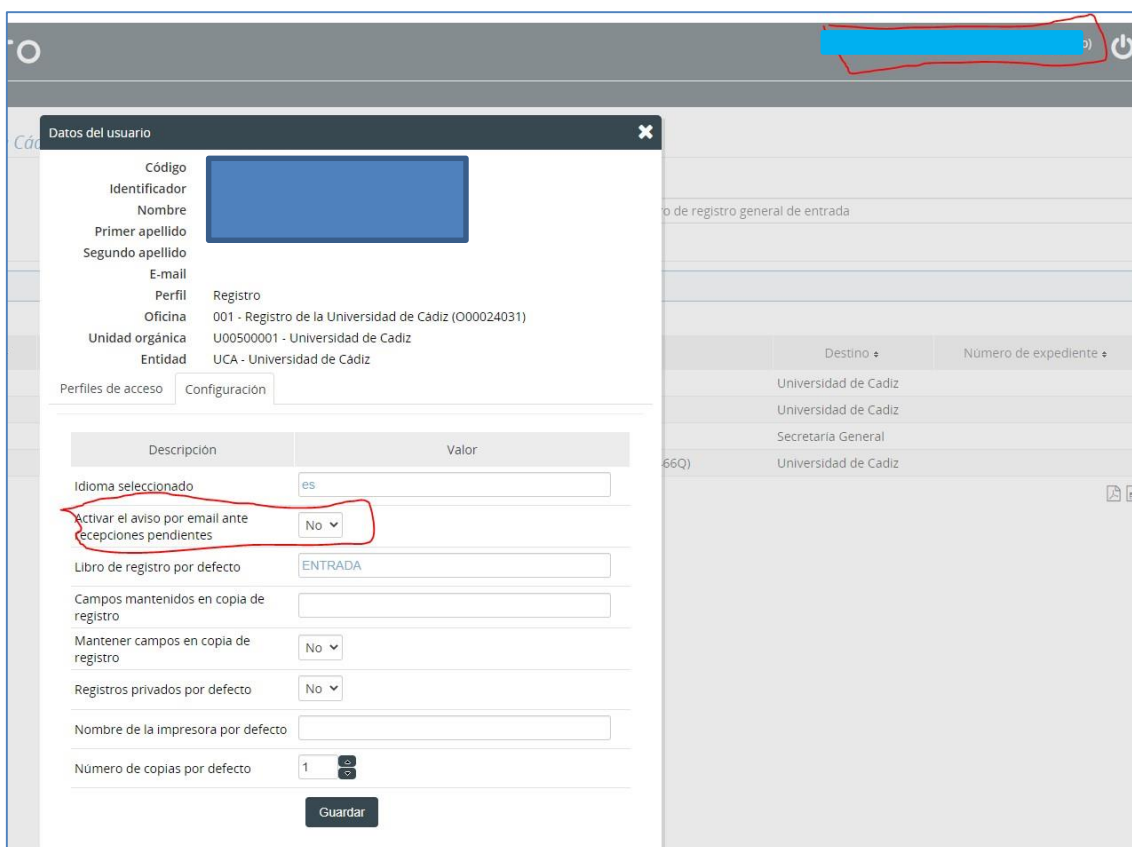 ro
o)
Cád
Datos del usuario
Código
Identificador
Nombre
Primer apellido
Segundo apellido
E-mail
Perfil Registro
Oficina 001 - Registro de la Universidad de Cádiz (O00024031)
Unidad orgánica U00500001 - Universidad de Cadiz
Entidad UCA - Universidad de Cádiz
o de registro general de entrada
Perfiles de acceso Configuración
Destino Número de expediente
Universidad de Cadiz
Universidad de Cadiz
Secretaría General
66Q) Universidad de Cadiz
Descripción Valor
Idioma seleccionado es
Activar el aviso por email ante
recepciones pendientes No
Libro de registro por defecto ENTRADA
Campos mantenidos en copia de
registro
Mantener campos en copia de
registro No
Registros privados por defecto No
Nombre de la impresora por defecto
Número de copias por defecto 1
Guardar